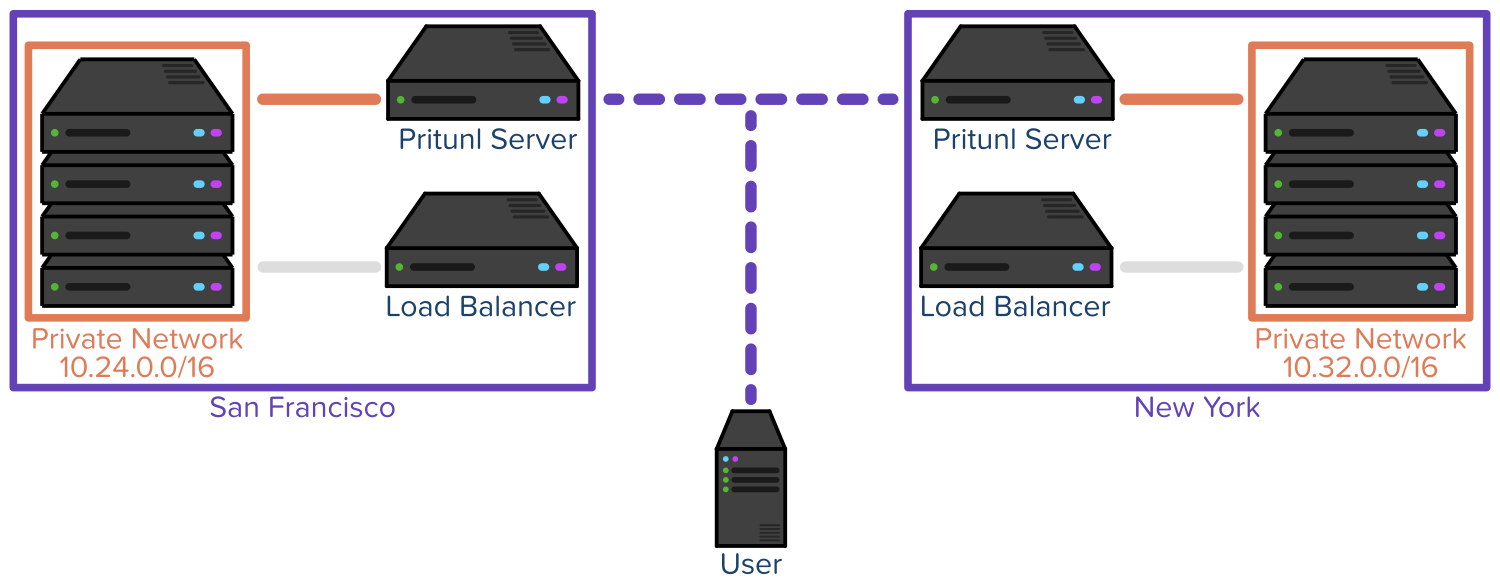 Pritunl Server
Load Balancer
Private Network
10.24.0.0/16
San Francisco
Pritunl Server
Load Balancer
Private Network
10.32.0.0/16
New York
User